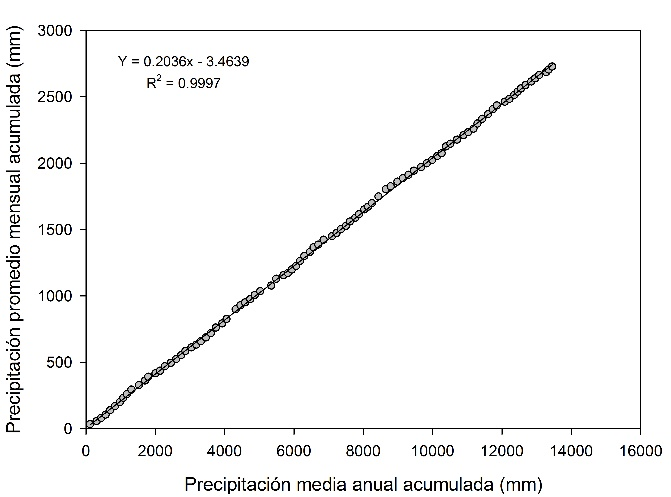 Y = 0.2036x - 3.4639
R² = 0.9997
Precipitación promedio mensual acumulada (mm)
3000
2500
2000
1500
1000
500
0
0 2000 4000 6000 8000 10000 12000 14000 16000
Precipitación media anual acumulada (mm)